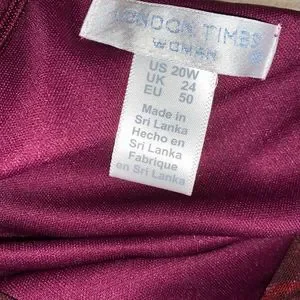 LONDON TIMES
WOMAN
US 20W
UK 24
EU 50
Made in
Sri Lanka
Hecho en
Sri Lanka
Fabrique
en Sri Lanka